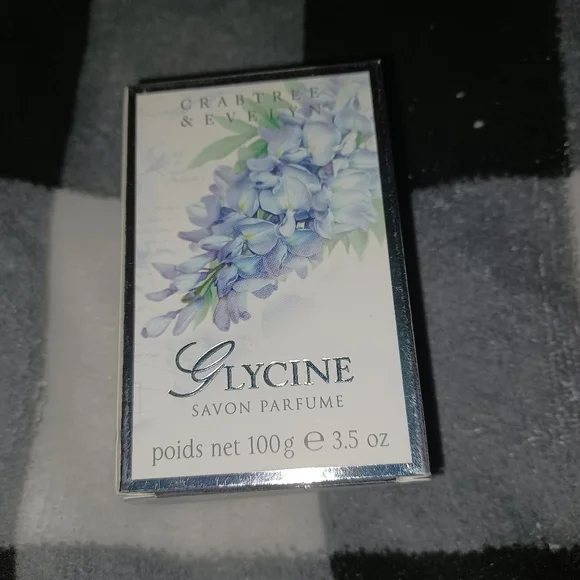 CRABTREE
& EVELYN
GLYCINE
SAVON PARFUME
poids net 100g ℮ 3.5 oz